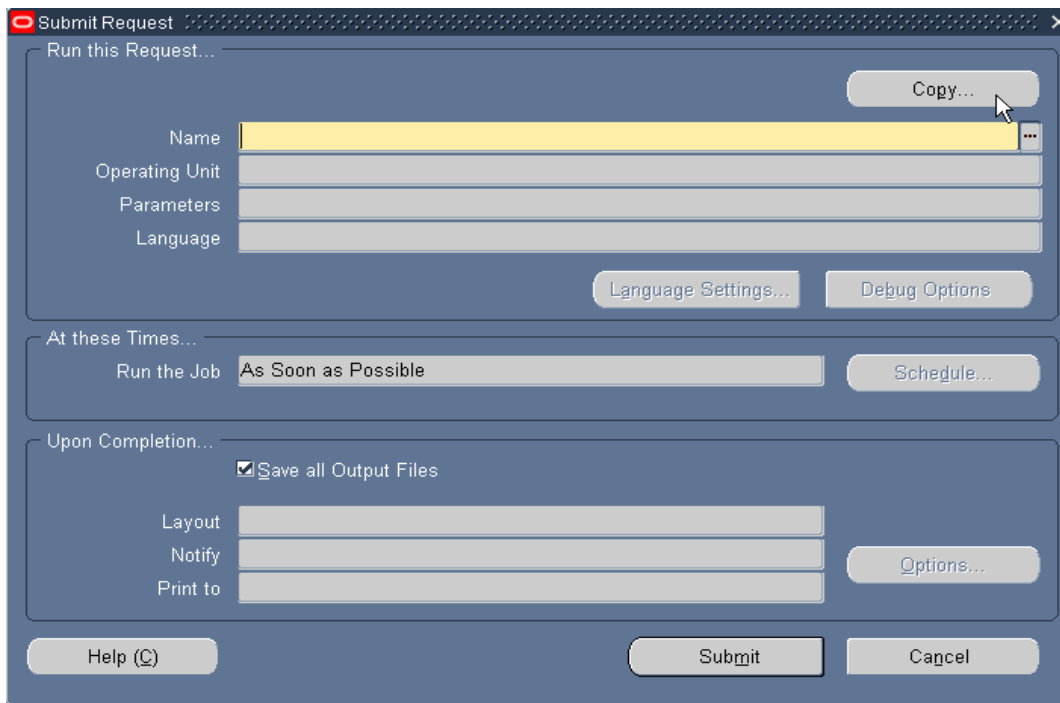 Submit Request
Run this Request...
Copy...
Name
...
Operating Unit
Parameters
Language
Language Settings...
Debug Options
At these Times...
Run the Job As Soon as Possible
Schedule...
Upon Completion...
Save all Output Files
Layout
Notify
Options...
Print to
Help (C)
Submit
Cancel